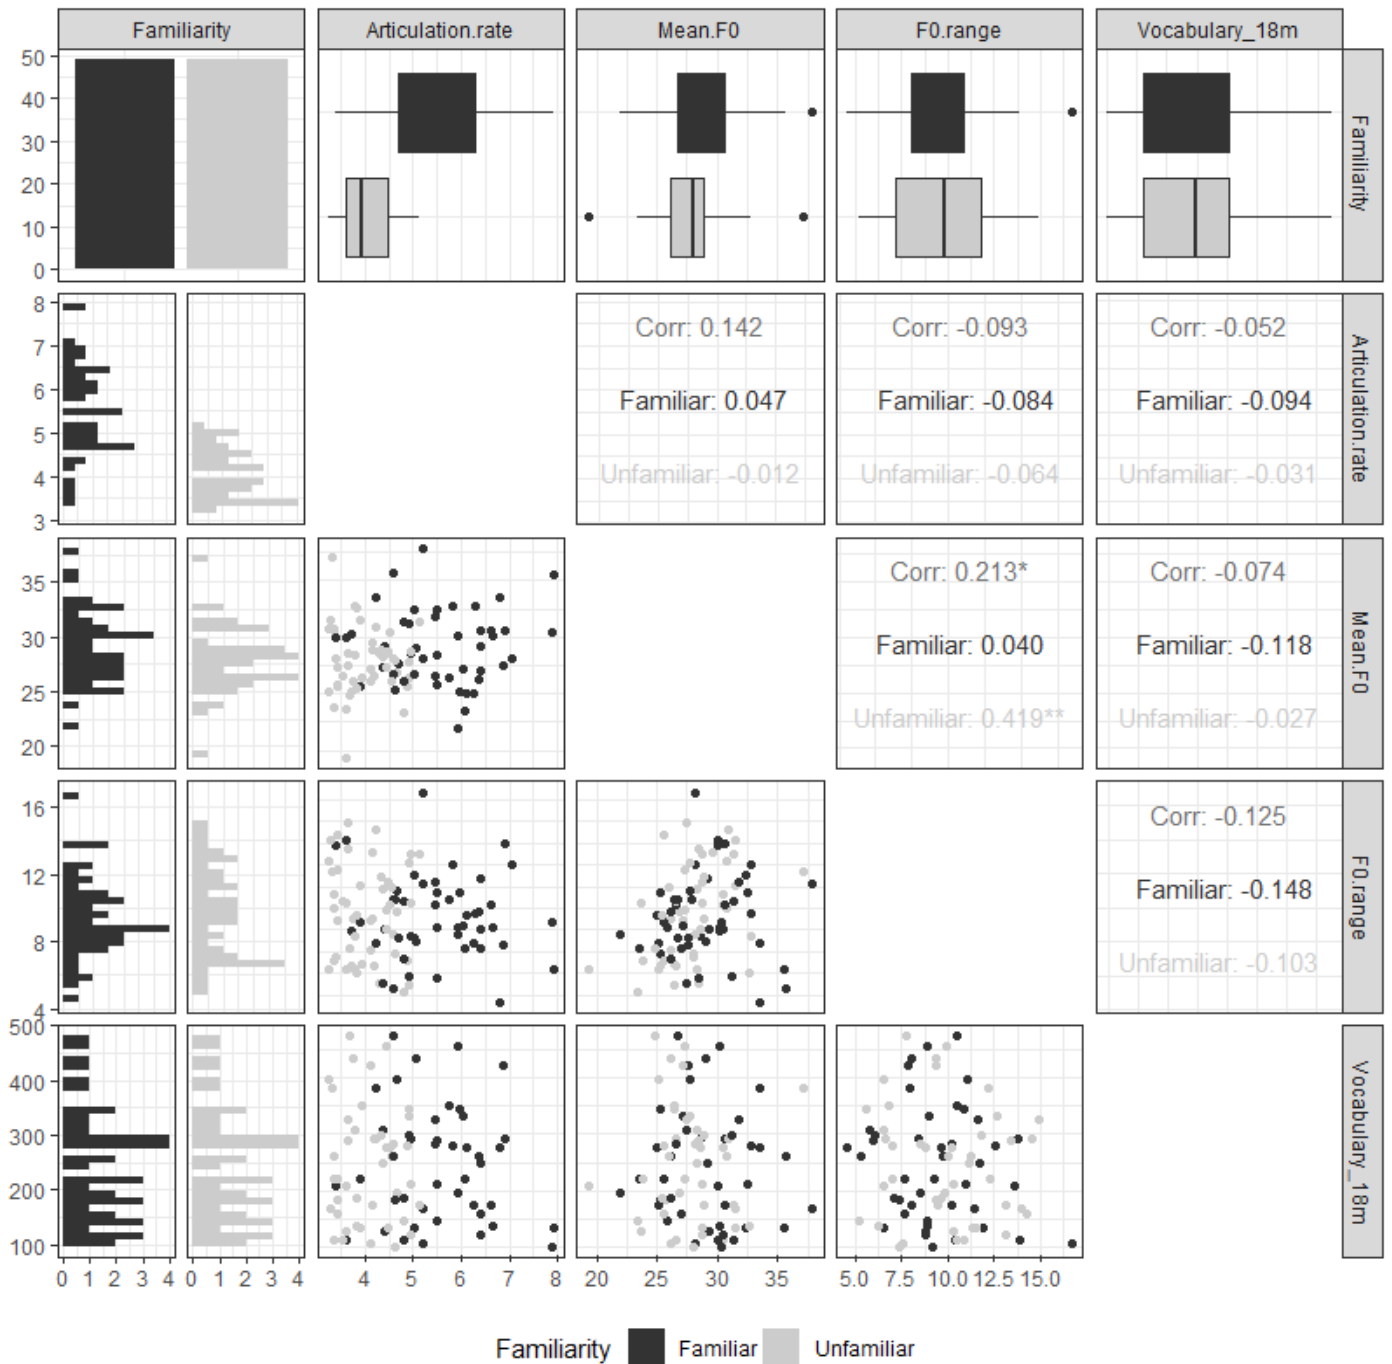 Familiarity Articulation.rate Mean.F0 F0.range Vocabulary_18m
50
40
30
20
10
0
Familiarity
8
7
6
5
4
3
Corr: 0.142 Corr: -0.093 Corr: -0.052
Familiar: 0.047 Familiar: -0.084 Familiar: -0.094
Unfamiliar: -0.012 Unfamiliar: -0.064 Unfamiliar: -0.031
Articulation.rate
35
30
25
20
Corr: 0.213* Corr: -0.074
Familiar: 0.040 Familiar: -0.118
Unfamiliar: 0.419** Unfamiliar: -0.027
Mean.F0
16
12
8
4
Corr: -0.125
Familiar: -0.148
Unfamiliar: -0.103
F0.range
500
400
300
200
100
Vocabulary_18m
0 1 2 3 4 0 1 2 3 4 4 5 6 7 8 20 25 30 35 5.0 7.5 10.0 12.5 15.0
Familiarity Familiar Unfamiliar